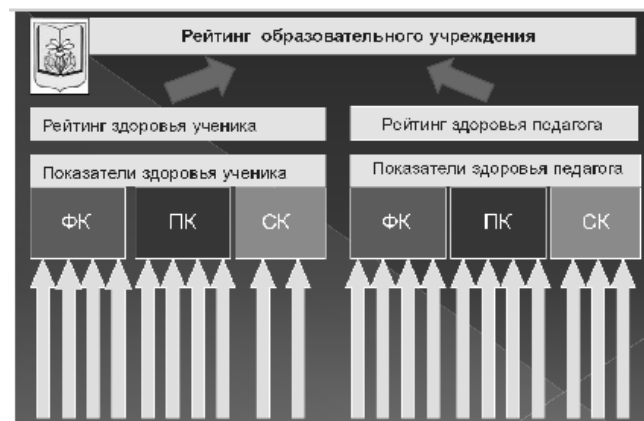 Рейтинг образовательного учреждения
Рейтинг здоровья ученика
Рейтинг здоровья педагога
Показатели здоровья ученика
Показатели здоровья педагога
ФК ПК СК ФК ПК СК